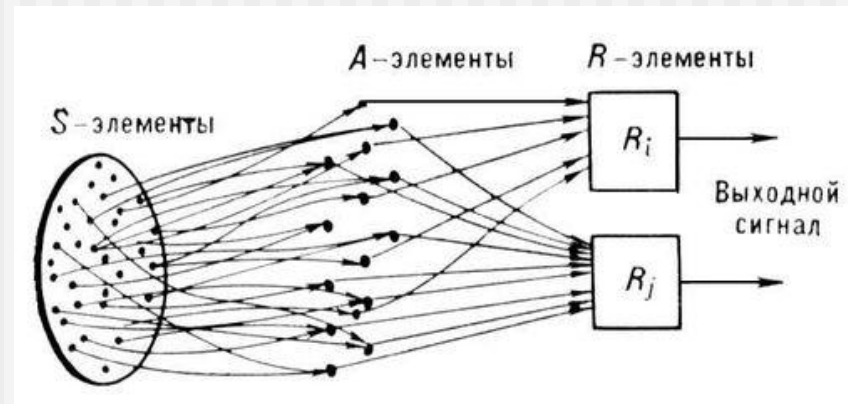 A-элементы
R-элементы
S-элементы
Ri
Выходной
сигнал
Rj